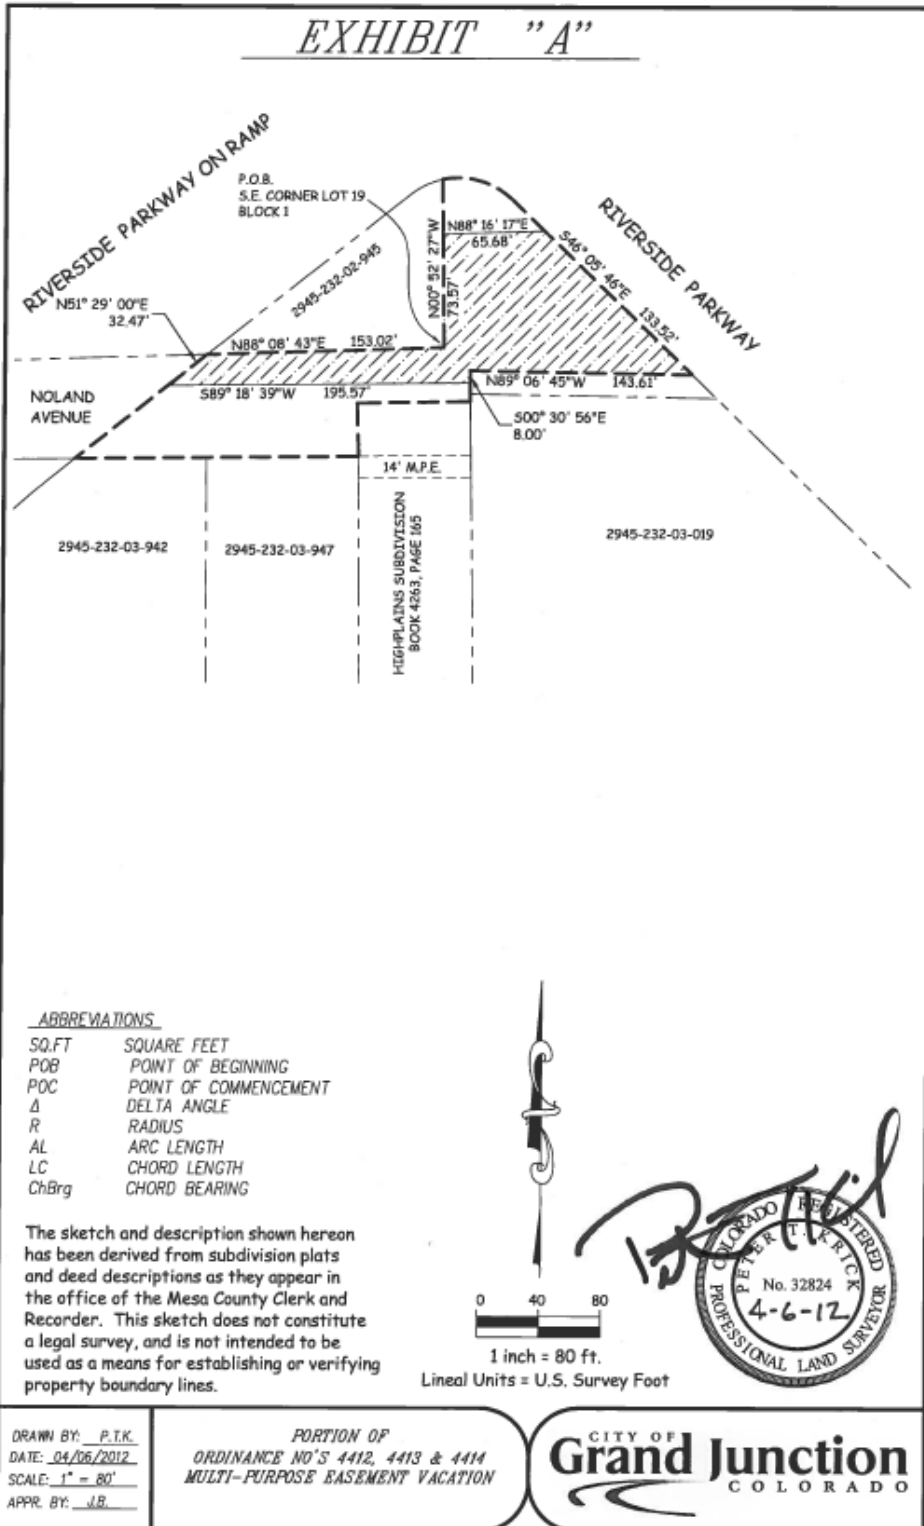 EXHIBIT "A"
RIVERSIDE PARKWAY ON RAMP
P.O.B.
S.E. CORNER LOT 19
BLOCK 1
RIVERSIDE PARKWAY
N88° 16' 17"E
65.68'
N00° 52' 27"W
73.57'
S46° 05' 46"E
133.52'
2945-232-02-945
N51° 29' 00"E
32.47'
N88° 08' 43"E 153.02'
NOLAND
AVENUE
S89° 18' 39"W 195.57'
N89° 06' 45"W 143.61'
S00° 30' 56"E
8.00'
14' M.P.E.
2945-232-03-942
2945-232-03-947
HIGHPLAINS SUBDIVISION
BOOK 4263, PAGE 165
2945-232-03-019
ABBREVIATIONS
SQ.FT SQUARE FEET
POB POINT OF BEGINNING
POC POINT OF COMMENCEMENT
Δ DELTA ANGLE
R RADIUS
AL ARC LENGTH
LC CHORD LENGTH
ChBrg CHORD BEARING
The sketch and description shown hereon
has been derived from subdivision plats
and deed descriptions as they appear in
the office of the Mesa County Clerk and
Recorder. This sketch does not constitute
a legal survey, and is not intended to be
used as a means for establishing or verifying
property boundary lines.
0 40 80
1 inch = 80 ft.
Lineal Units = U.S. Survey Foot
COLORADO REGISTERED
PETER T. KRICK
No. 32824
4-6-12
PROFESSIONAL LAND SURVEYOR
DRAWN BY: P.T.K.
DATE: 04/06/2012
SCALE: 1" = 80'
APPR. BY: J.B.
PORTION OF
ORDINANCE NO'S 4412, 4413 & 4414
MULTI-PURPOSE EASEMENT VACATION
CITY OF
Grand Junction
COLORADO